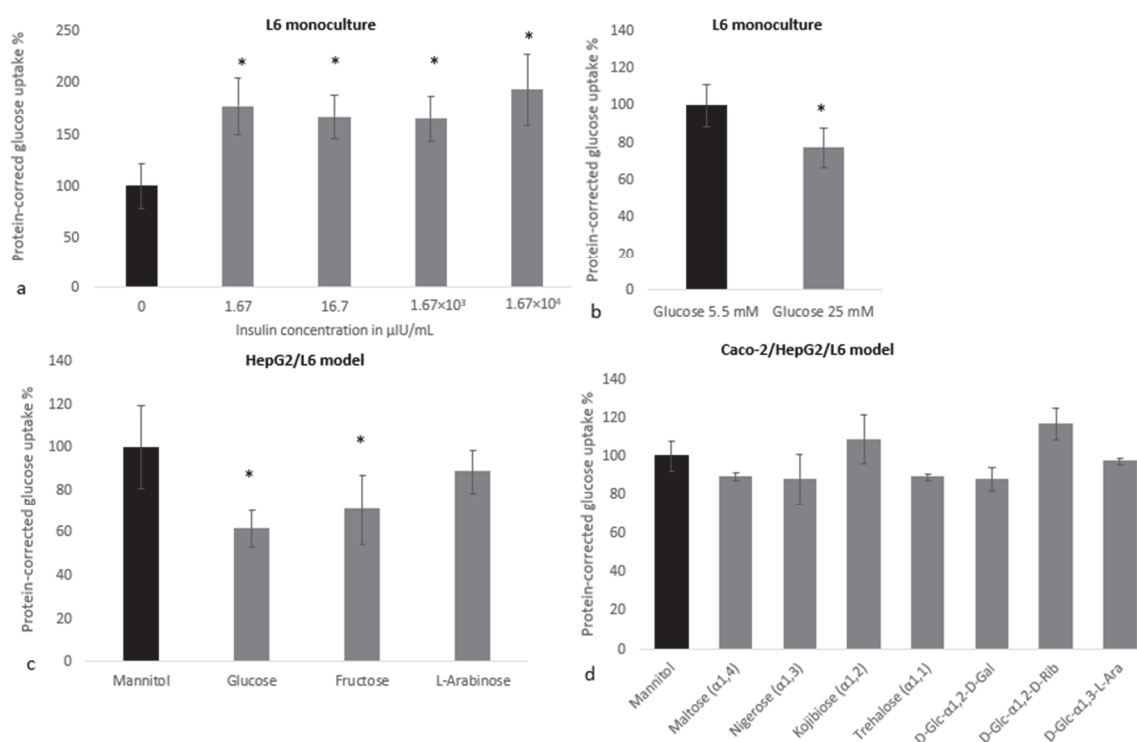 L6 monoculture
Protein-correcd glucose uptake %
250
200
150
100
50
0
*
*
*
*
0
1.67
16.7
1.67×10³
1.67×10⁴
Insulin concentration in µIU/mL
a
L6 monoculture
Protein-corrected glucose uptake %
140
120
100
80
60
40
20
0
*
Glucose 5.5 mM
Glucose 25 mM
b
HepG2/L6 model
Protein-corrected glucose uptake %
140
120
100
80
60
40
20
0
*
*
Mannitol
Glucose
Fructose
L-Arabinose
c
Caco-2/HepG2/L6 model
Protein-corrected glucose uptake %
140
120
100
80
60
40
20
0
Mannitol
Maltose (α1,4)
Nigerose (α1,3)
Kojibiose (α1,2)
Trehalose (α1,1)
D-Glc-α1,2-D-Gal
D-Glc-α1,2-D-Rib
D-Glc-α1,3-L-Ara
d